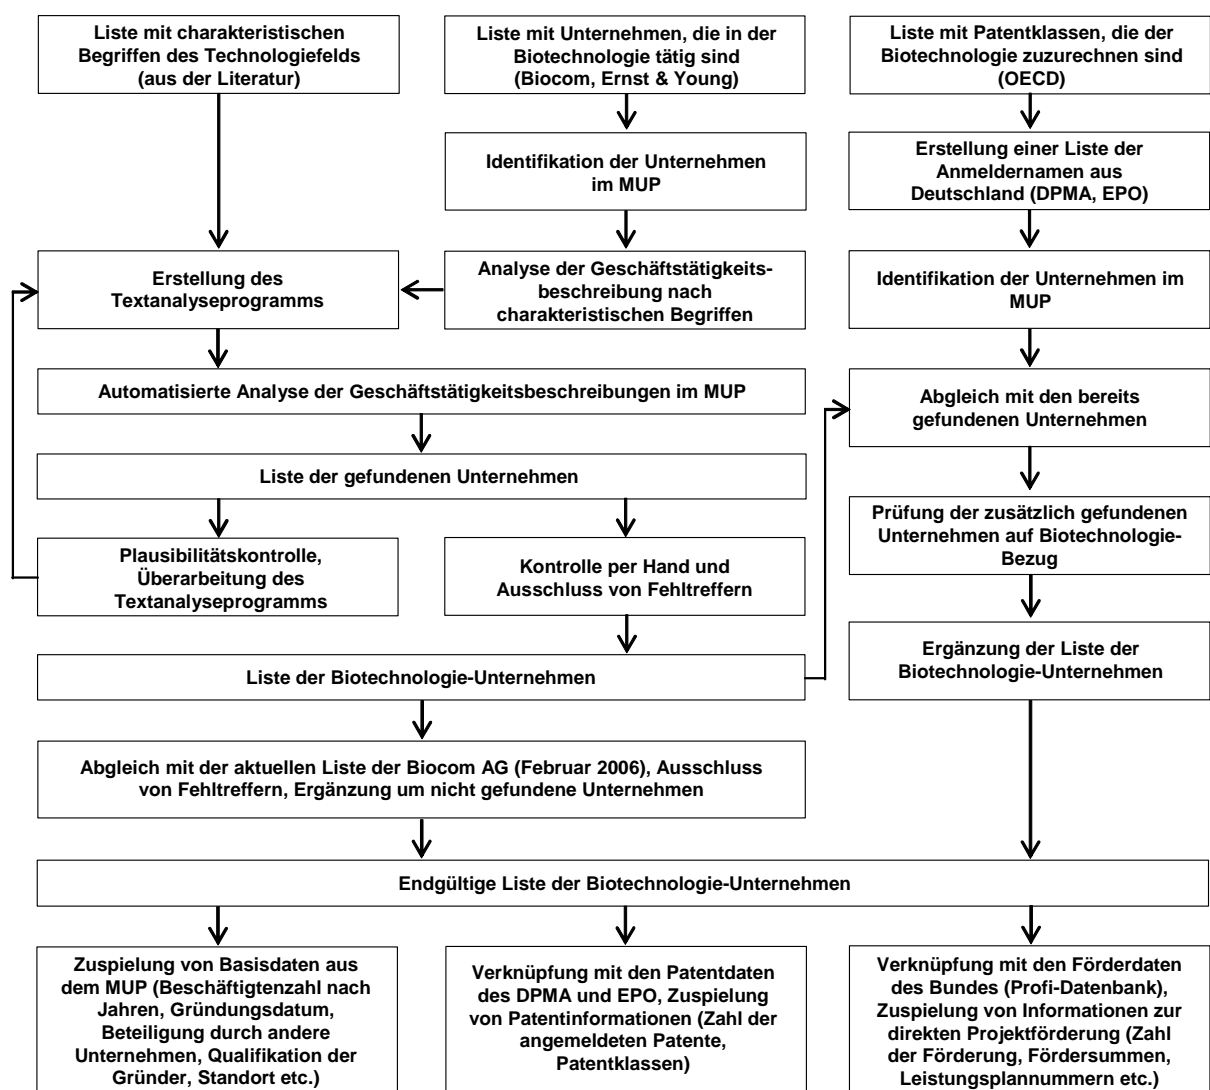 Liste mit charakteristischen
Begriffen des Technologiefelds
(aus der Literatur)
Liste mit Unternehmen, die in der
Biotechnologie tätig sind
(Biocom, Ernst & Young)
Liste mit Patentklassen, die der
Biotechnologie zuzurechnen sind
(OECD)
Identifikation der Unternehmen
im MUP
Erstellung einer Liste der
Anmeldernamen aus
Deutschland (DPMA, EPO)
Erstellung des
Textanalyseprogramms
Analyse der Geschäftstätigkeits-
beschreibung nach
charakteristischen Begriffen
Identifikation der Unternehmen im
MUP
Automatisierte Analyse der Geschäftstätigkeitsbeschreibungen im MUP
Abgleich mit den bereits
gefundenen Unternehmen
Liste der gefundenen Unternehmen
Prüfung der zusätzlich gefundenen
Unternehmen auf Biotechnologie-
Bezug
Plausibilitätskontrolle,
Überarbeitung des
Textanalyseprogramms
Kontrolle per Hand und
Ausschluss von Fehltreffern
Ergänzung der Liste der
Biotechnologie-Unternehmen
Liste der Biotechnologie-Unternehmen
Abgleich mit der aktuellen Liste der Biocom AG (Februar 2006), Ausschluss
von Fehltreffern, Ergänzung um nicht gefundene Unternehmen
Endgültige Liste der Biotechnologie-Unternehmen
Zuspielung von Basisdaten aus
dem MUP (Beschäftigtenzahl nach
Jahren, Gründungsdatum,
Beteiligung durch andere
Unternehmen, Qualifikation der
Gründer, Standort etc.)
Verknüpfung mit den Patentdaten
des DPMA und EPO, Zuspielung
von Patentinformationen (Zahl der
angemeldeten Patente,
Patentklassen)
Verknüpfung mit den Förderdaten
des Bundes (Profi-Datenbank),
Zuspielung von Informationen zur
direkten Projektförderung (Zahl
der Förderung, Fördersummen,
Leistungsplannummern etc.)